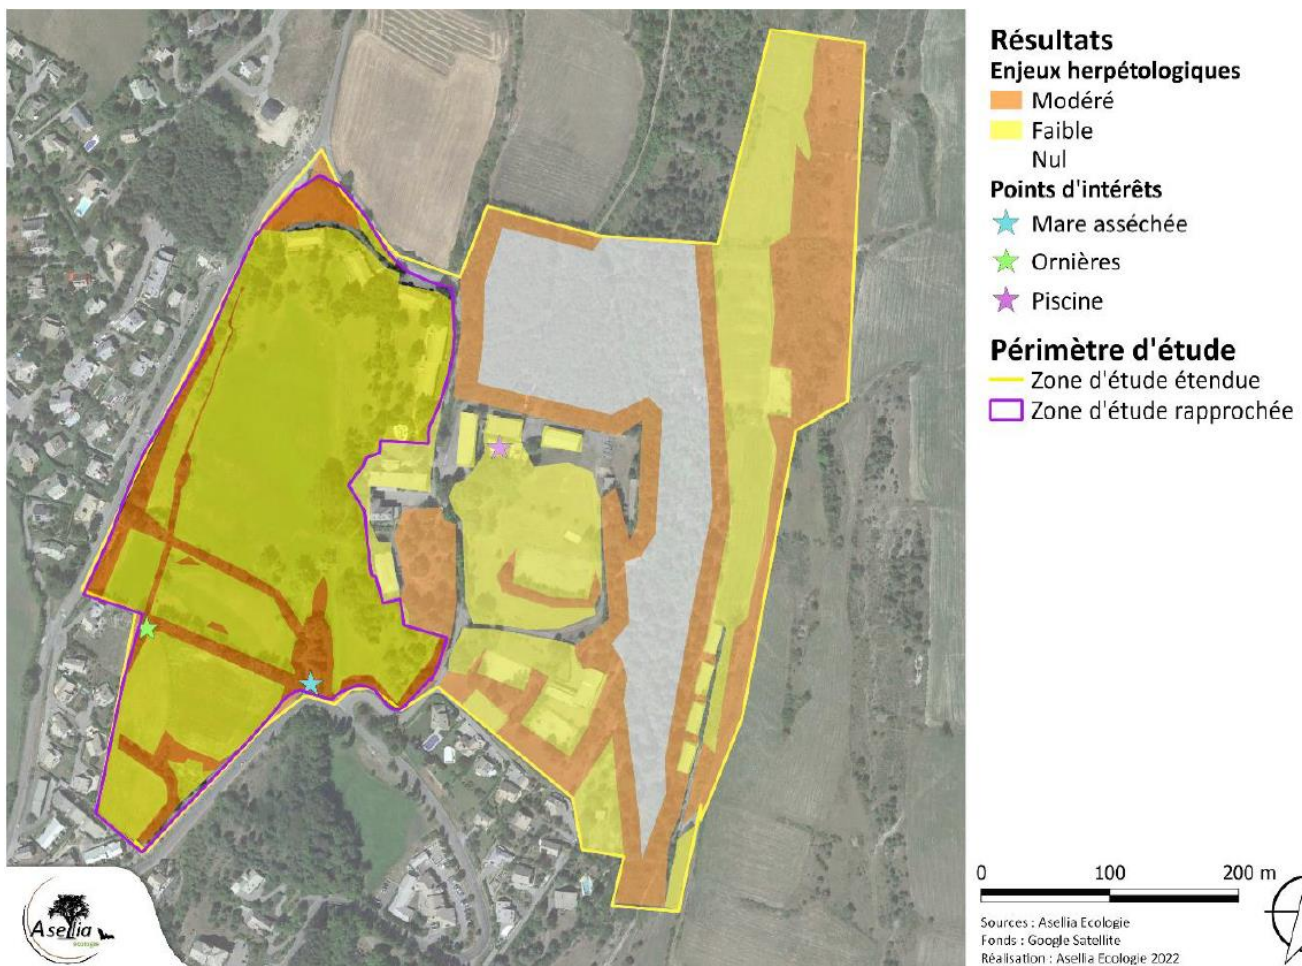 Résultats
Enjeux herpétologiques
Modéré
Faible
Nul
Points d'intérêts
Mare asséchée
Ornières
Piscine
Périmètre d'étude
Zone d'étude étendue
Zone d'étude rapprochée
0 100 200 m
Sources : Asellia Ecologie
Fonds : Google Satellite
Réalisation : Asellia Ecologie 2022
Asellia
ecologie